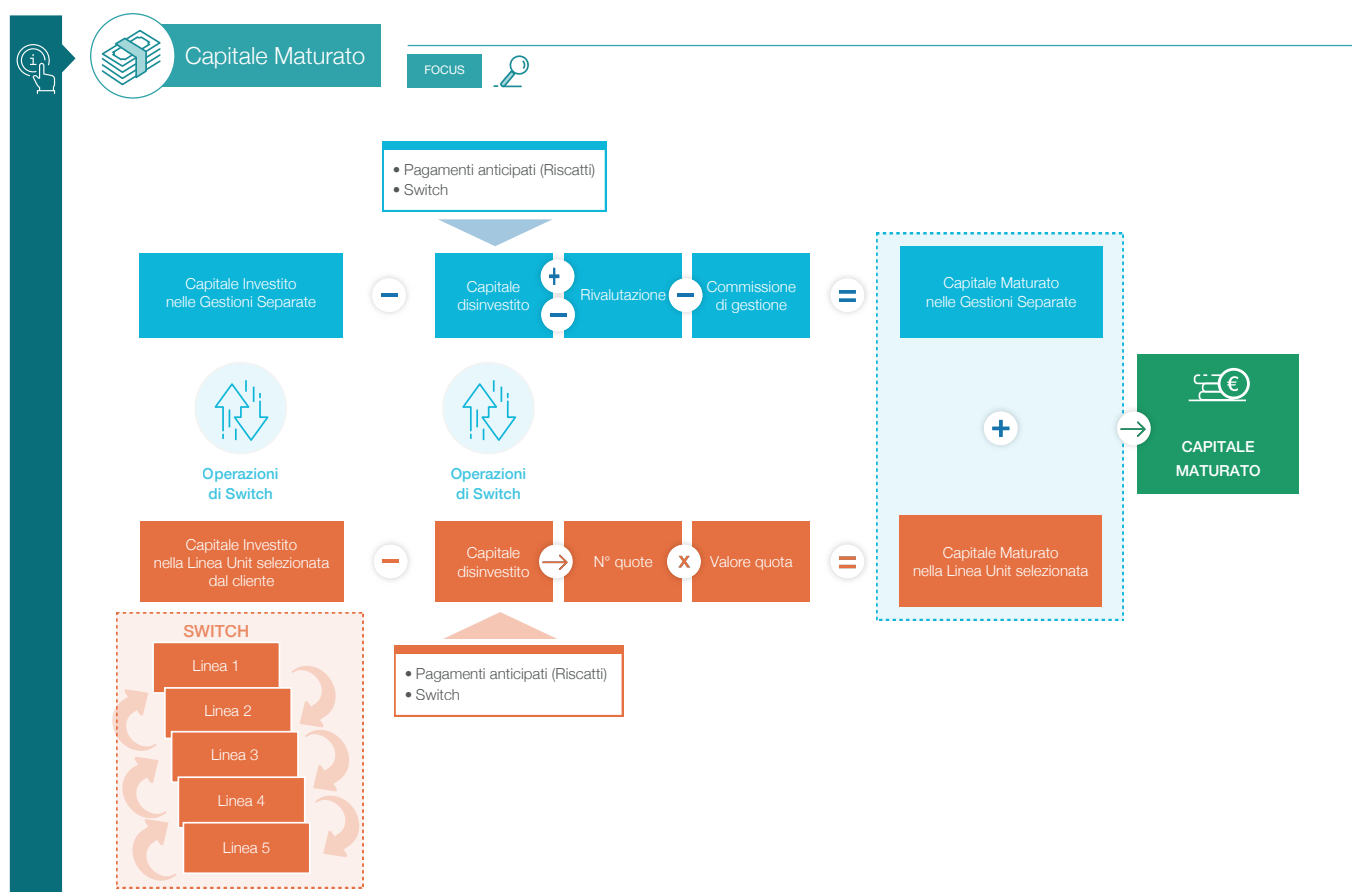 i
Capitale Maturato
FOCUS
• Pagamenti anticipati (Riscatti)
• Switch
Capitale Investito
nelle Gestioni Separate
−
Capitale
disinvestito
+
−
Rivalutazione
−
Commissione
di gestione
=
Capitale Maturato
nelle Gestioni Separate
Operazioni
di Switch
Operazioni
di Switch
+
→
€
CAPITALE
MATURATO
Capitale Investito
nella Linea Unit selezionata
dal cliente
−
Capitale
disinvestito
→
N° quote
x
Valore quota
=
Capitale Maturato
nella Linea Unit selezionata
SWITCH
Linea 1
Linea 2
Linea 3
Linea 4
Linea 5
• Pagamenti anticipati (Riscatti)
• Switch